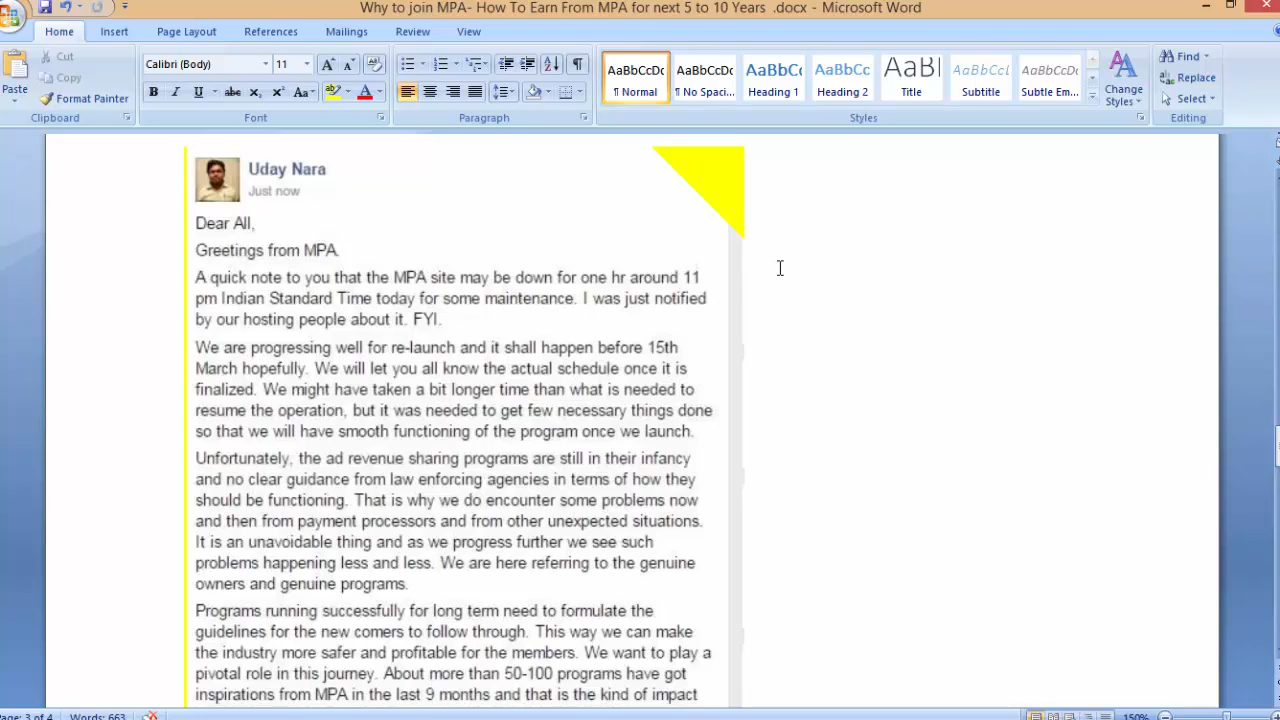 Why to join MPA- How To Earn From MPA for next 5 to 10 Years .docx - Microsoft Word
Home Insert Page Layout References Mailings Review View
Paste
Cut
Copy
Format Painter
Clipboard
Calibri (Body) 11
Font
Paragraph
AaBbCcDc AaBbCcDc AaBbCc AaBbCc AaBl AaBbCcL AaBbCcDc
¶ Normal ¶ No Spaci... Heading 1 Heading 2 Title Subtitle Subtle Em...
Change
Styles
Styles
Find
Replace
Select
Editing
Uday Nara
Just now
Dear All,
Greetings from MPA.
A quick note to you that the MPA site may be down for one hr around 11
pm Indian Standard Time today for some maintenance. I was just notified
by our hosting people about it. FYI.
We are progressing well for re-launch and it shall happen before 15th
March hopefully. We will let you all know the actual schedule once it is
finalized. We might have taken a bit longer time than what is needed to
resume the operation, but it was needed to get few necessary things done
so that we will have smooth functioning of the program once we launch.
Unfortunately, the ad revenue sharing programs are still in their infancy
and no clear guidance from law enforcing agencies in terms of how they
should be functioning. That is why we do encounter some problems now
and then from payment processors and from other unexpected situations.
It is an unavoidable thing and as we progress further we see such
problems happening less and less. We are here referring to the genuine
owners and genuine programs.
Programs running successfully for long term need to formulate the
guidelines for the new comers to follow through. This way we can make
the industry more safer and profitable for the members. We want to play a
pivotal role in this journey. About more than 50-100 programs have got
inspirations from MPA in the last 9 months and that is the kind of impact
Page: 3 of 4 Words: 663 150%